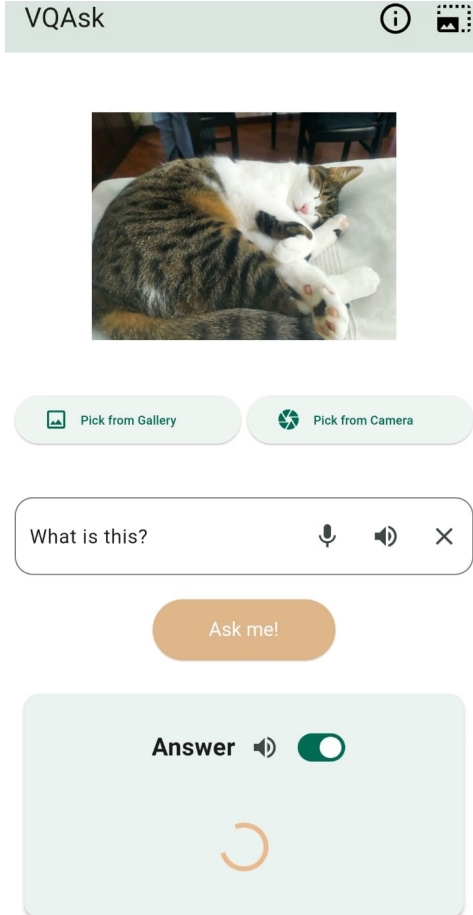 VQAsk
Pick from Gallery
Pick from Camera
What is this?
Ask me!
Answer